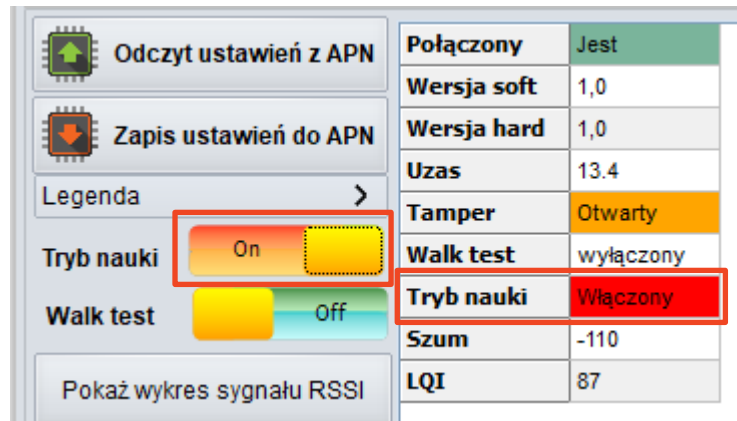 Odczyt ustawień z APN
Zapis ustawień do APN
Legenda >
Tryb nauki On
Walk test Off
Pokaż wykres sygnału RSSI
Połączony Jest
Wersja soft 1,0
Wersja hard 1,0
Uzas 13.4
Tamper Otwarty
Walk test wyłączony
Tryb nauki Włączony
Szum -110
LQI 87